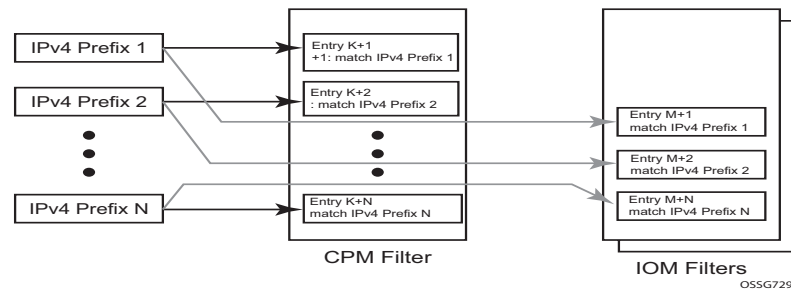 IPv4 Prefix 1
IPv4 Prefix 2
IPv4 Prefix N
Entry K+1
+1: match IPv4 Prefix 1
Entry K+2
: match IPv4 Prefix 2
Entry K+N
match IPv4 Prefix N
CPM Filter
Entry M+1
match IPv4 Prefix 1
Entry M+2
match IPv4 Prefix 2
Entry M+N
match IPv4 Prefix N
IOM Filters
OSSG729